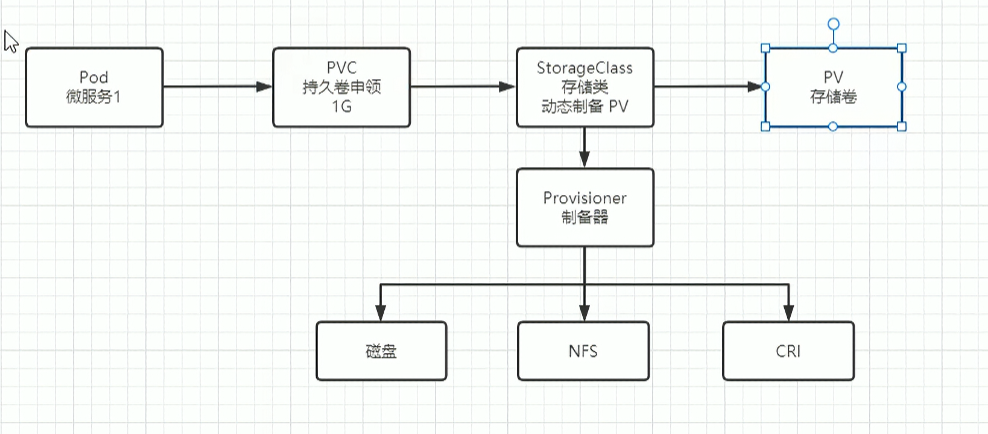 Pod
微服务1
PVC
持久卷申领
1G
StorageClass
存储类
动态制备 PV
PV
存储卷
Provisioner
制备器
磁盘
NFS
CRI